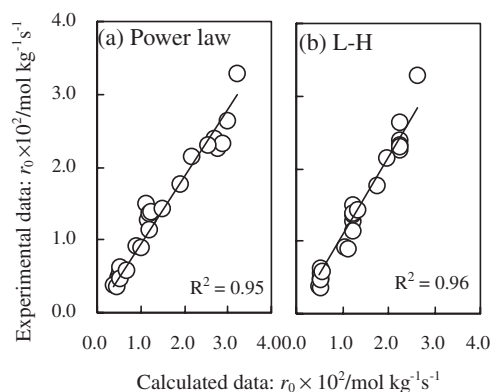 (a) Power law
(b) L-H
4.0
3.0
2.0
1.0
0.0
Experimental data: r₀×10²/mol kg⁻¹s⁻¹
R² = 0.95
R² = 0.96
0.0 1.0 2.0 3.0 4.0
0.0 1.0 2.0 3.0 4.0
Calculated data: r₀ × 10²/mol kg⁻¹s⁻¹